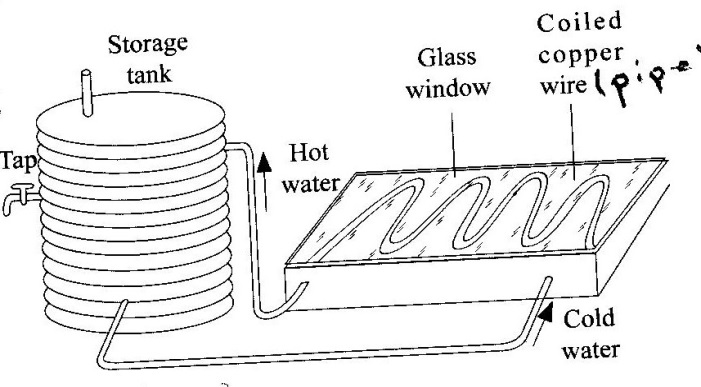 Storage
tank
Glass
window
Coiled
copper
wire (pipe)
Tap
Hot
water
Cold
water